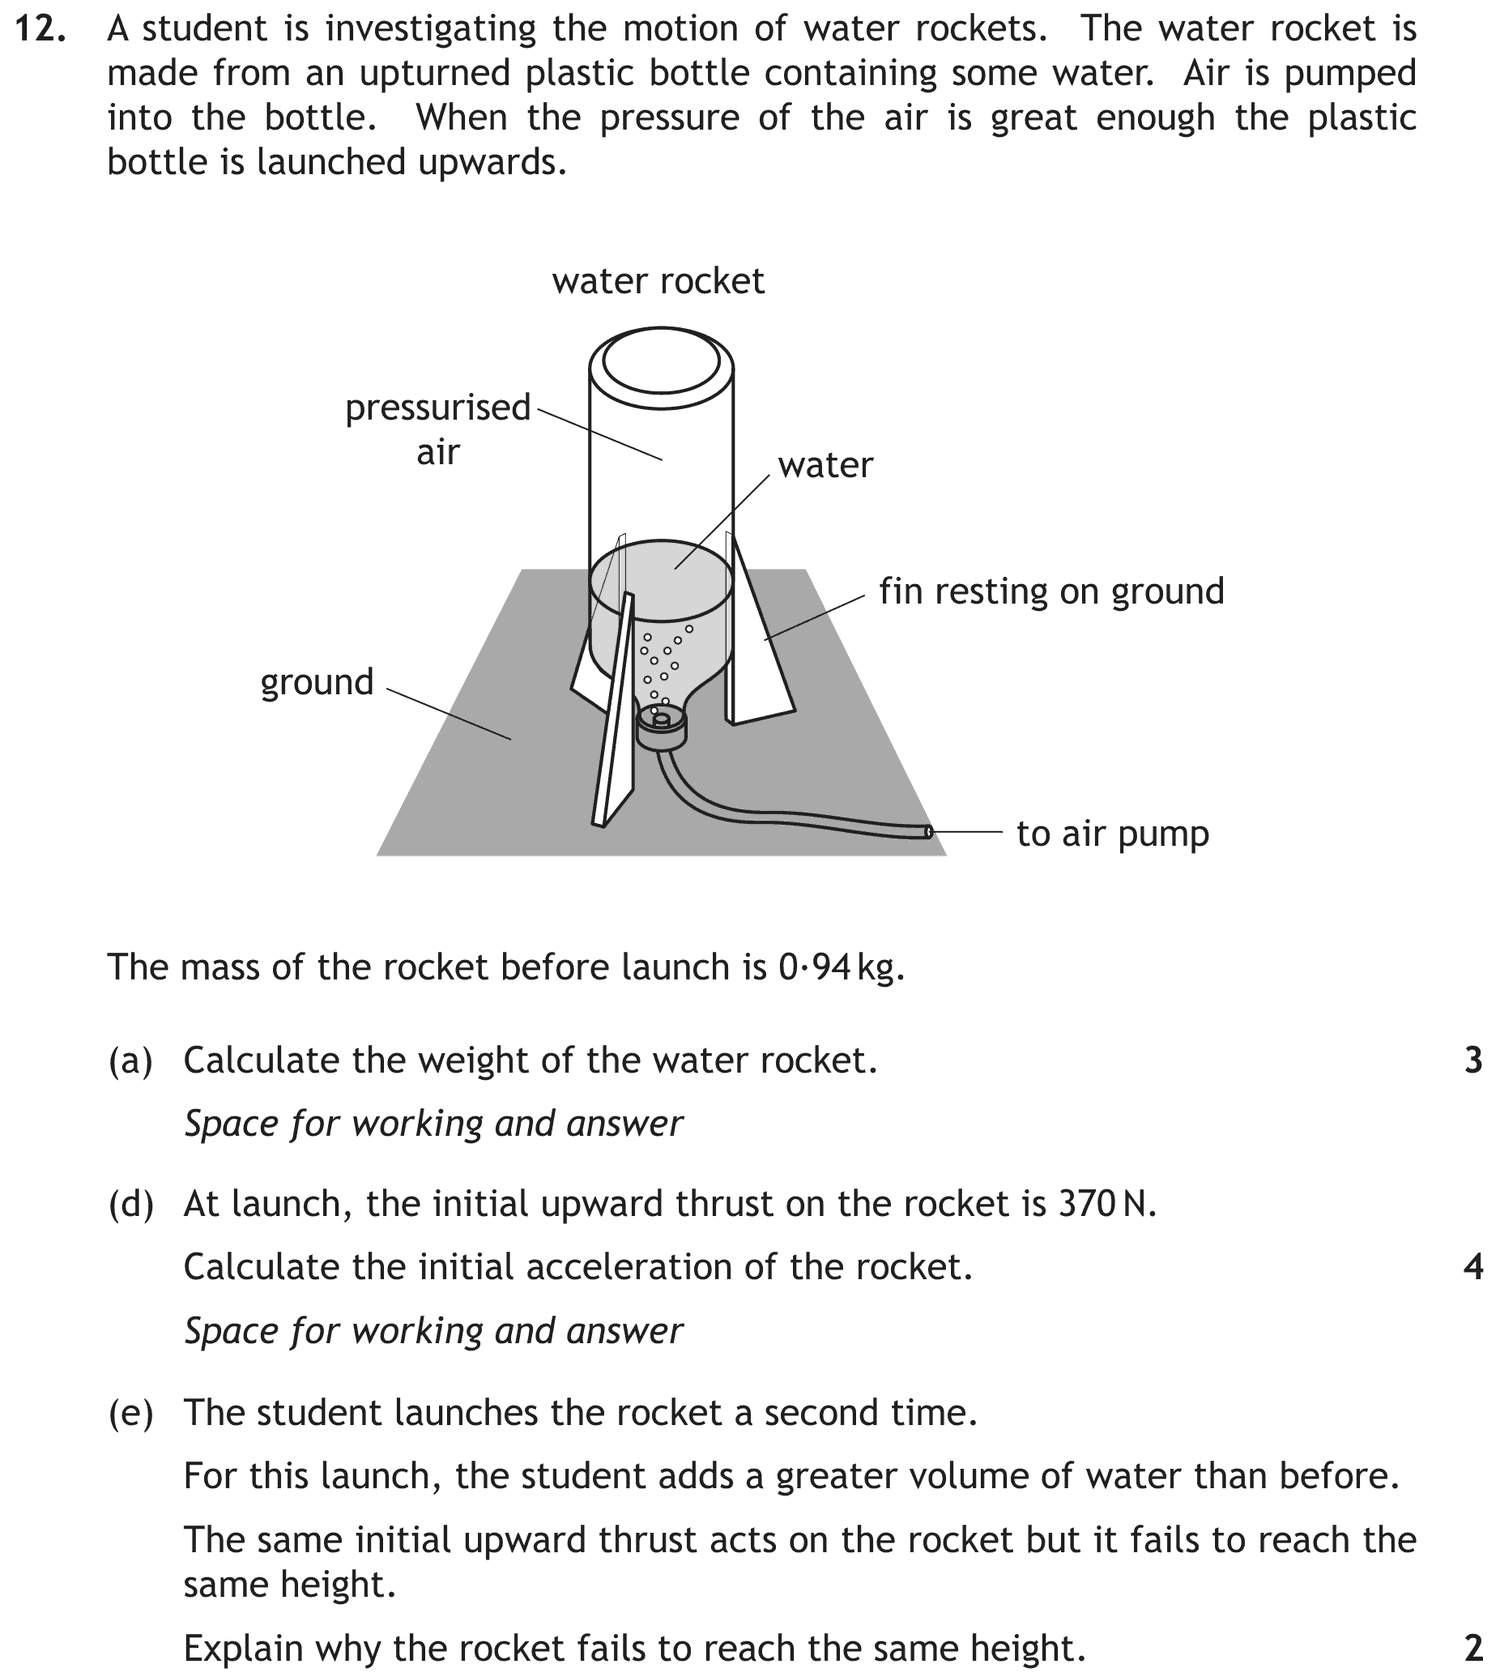 12. A student is investigating the motion of water rockets. The water rocket is
made from an upturned plastic bottle containing some water. Air is pumped
into the bottle. When the pressure of the air is great enough the plastic
bottle is launched upwards.
water rocket
pressurised
air
water
fin resting on ground
ground
to air pump
The mass of the rocket before launch is 0·94 kg.
(a) Calculate the weight of the water rocket. 3
Space for working and answer
(d) At launch, the initial upward thrust on the rocket is 370 N.
Calculate the initial acceleration of the rocket. 4
Space for working and answer
(e) The student launches the rocket a second time.
For this launch, the student adds a greater volume of water than before.
The same initial upward thrust acts on the rocket but it fails to reach the
same height.
Explain why the rocket fails to reach the same height. 2